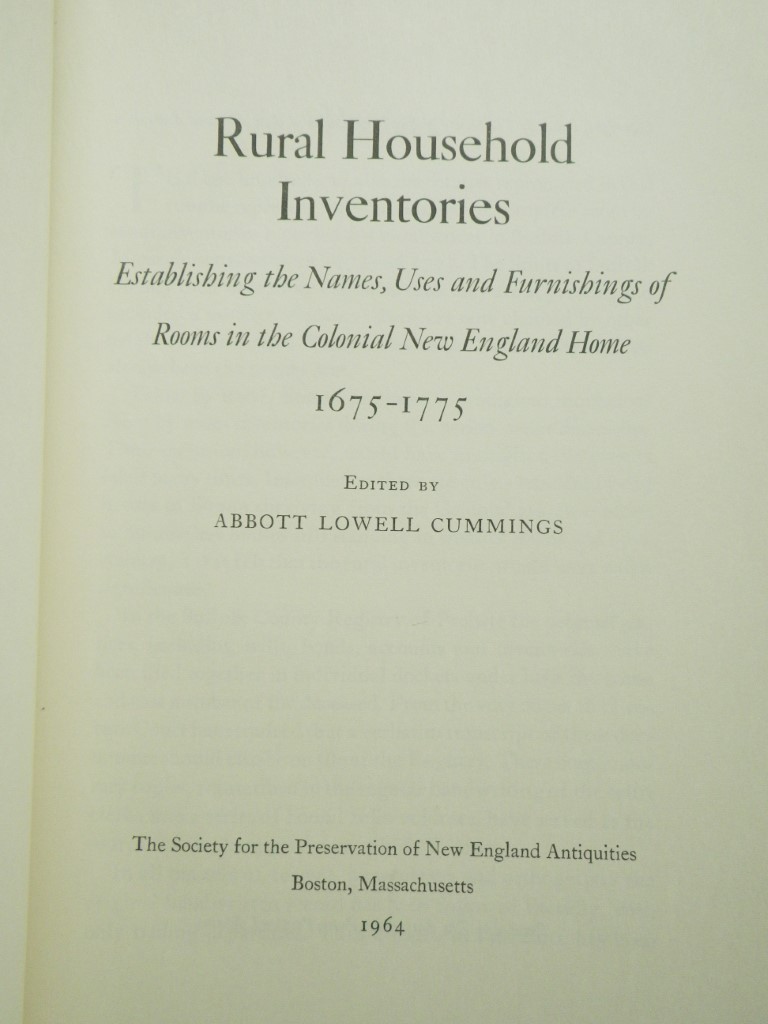 Rural Household
Inventories
Establishing the Names, Uses and Furnishings of
Rooms in the Colonial New England Home
1675-1775
EDITED BY
ABBOTT LOWELL CUMMINGS
The Society for the Preservation of New England Antiquities
Boston, Massachusetts
1964